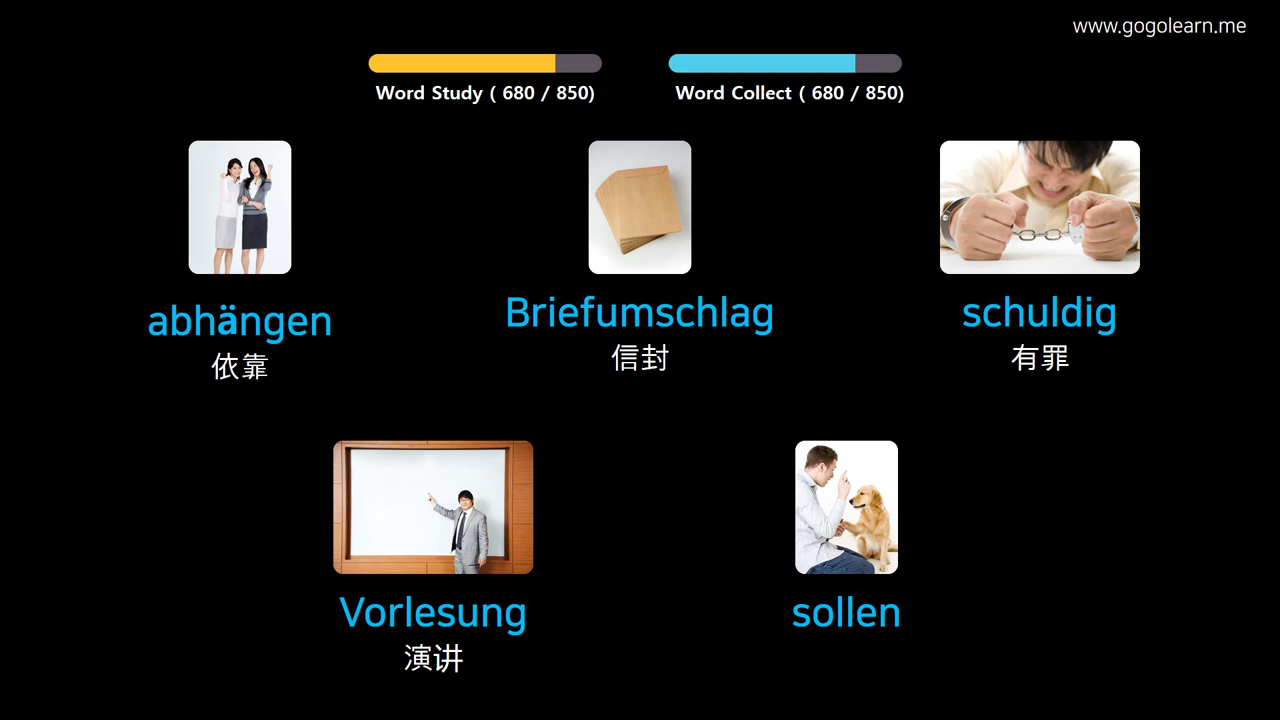 www.gogolearn.me
Word Study ( 680 / 850)
Word Collect ( 680 / 850)
abhängen
依靠
Briefumschlag
信封
schuldig
有罪
Vorlesung
演讲
sollen